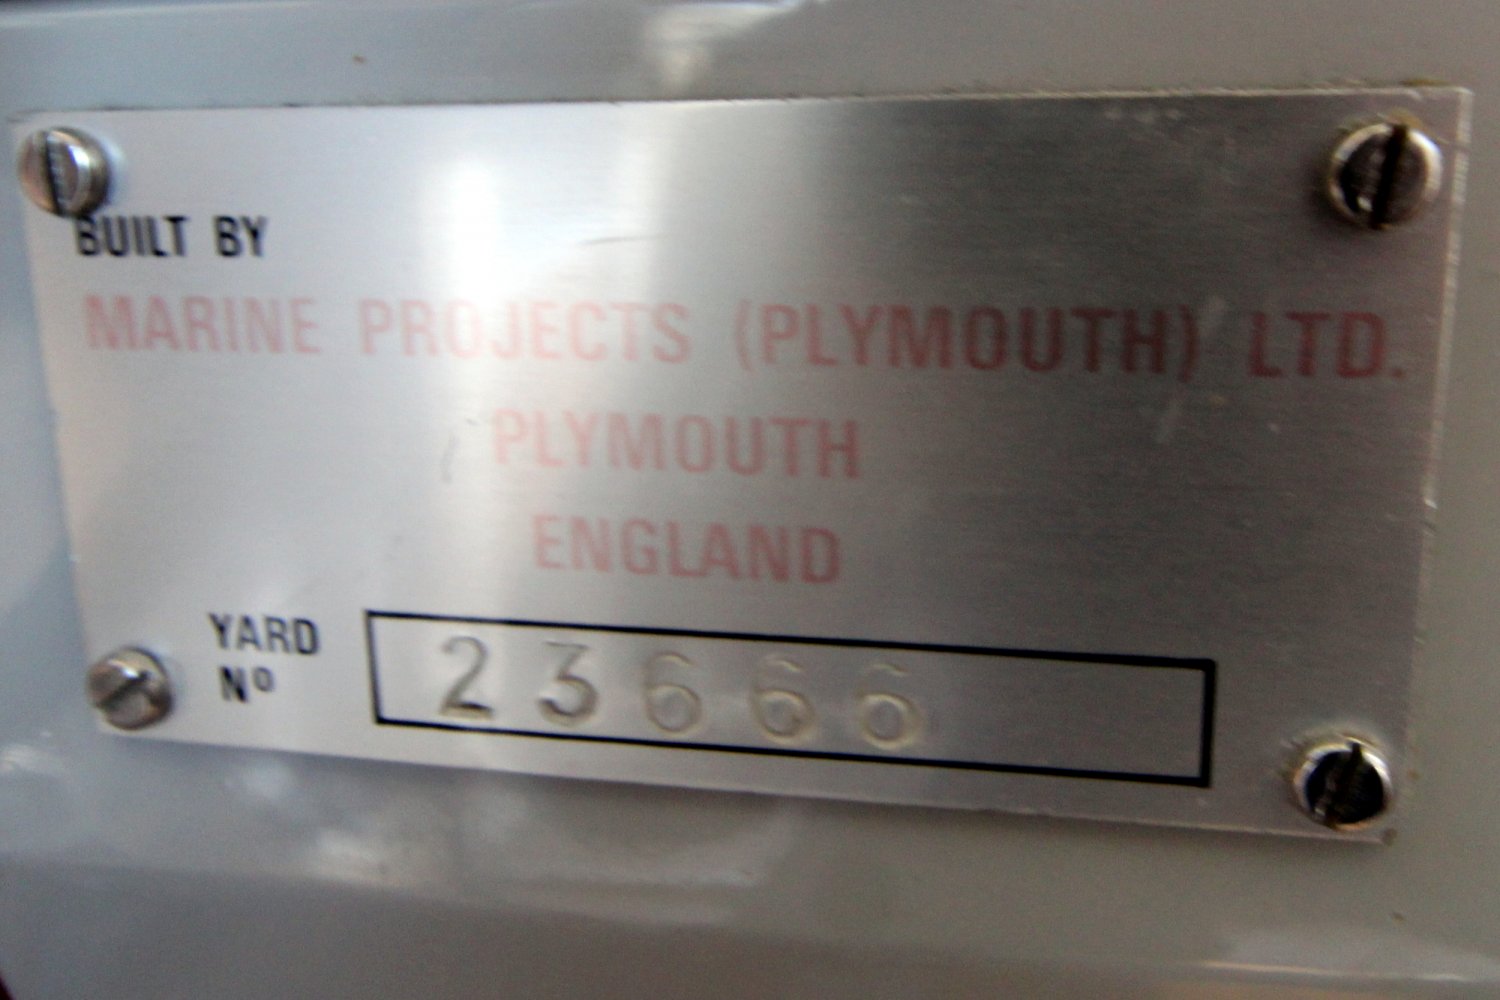 BUILT BY
MARINE PROJECTS (PLYMOUTH) LTD.
PLYMOUTH
ENGLAND
YARD
Nº
23666